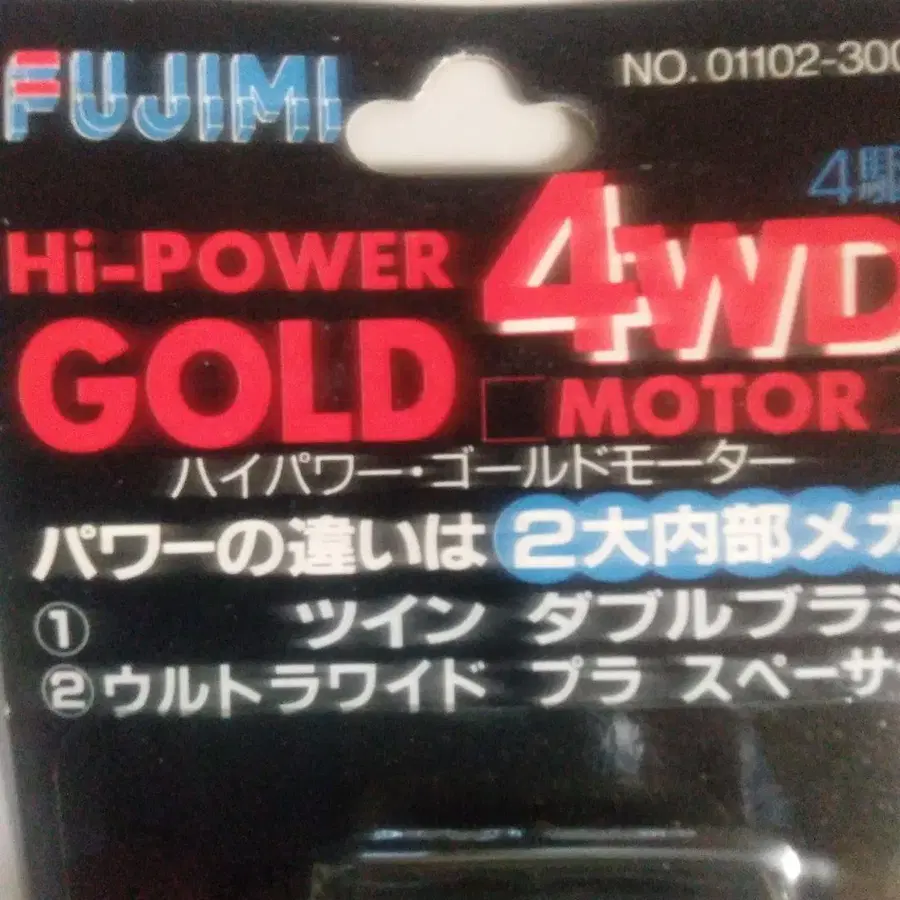 FUJIMI
NO. 01102-300
4駆
Hi-POWER
4WD
GOLD
MOTOR
ハイパワー・ゴールドモーター
パワーの違いは 2大内部メカ
① ツイン ダブルブラシ
② ウルトラワイド プラ スペーサー